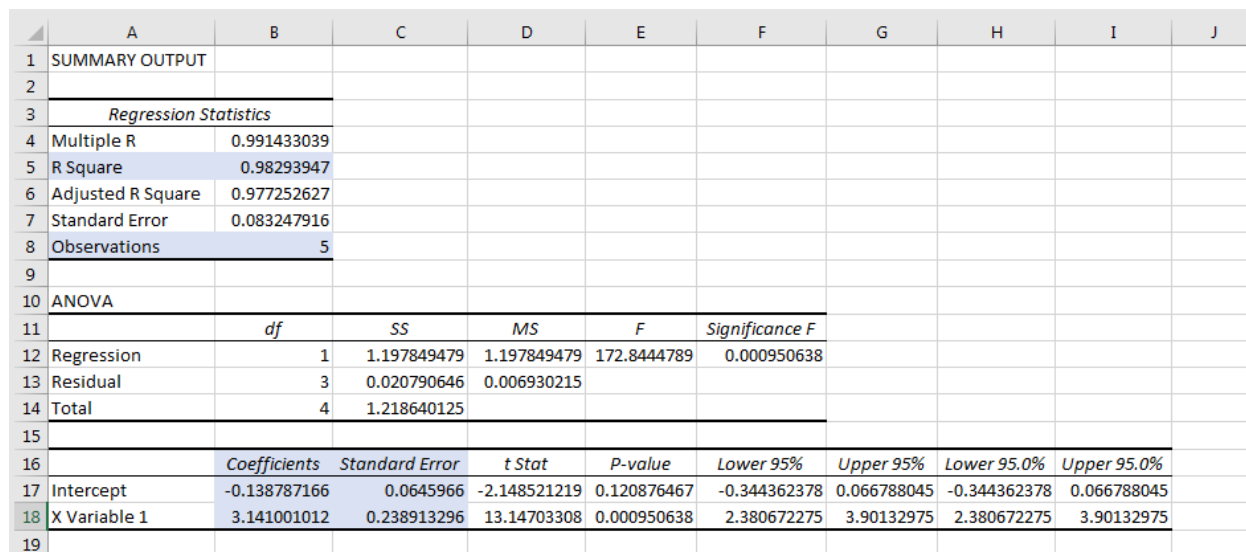 A B C D E F G H I J
1 SUMMARY OUTPUT
2
3 Regression Statistics
4 Multiple R 0.991433039
5 R Square 0.98293947
6 Adjusted R Square 0.977252627
7 Standard Error 0.083247916
8 Observations 5
9
10 ANOVA
11 df SS MS F Significance F
12 Regression 1 1.197849479 1.197849479 172.8444789 0.000950638
13 Residual 3 0.020790646 0.006930215
14 Total 4 1.218640125
15
16 Coefficients Standard Error t Stat P-value Lower 95% Upper 95% Lower 95.0% Upper 95.0%
17 Intercept -0.138787166 0.0645966 -2.148521219 0.120876467 -0.344362378 0.066788045 -0.344362378 0.066788045
18 X Variable 1 3.141001012 0.238913296 13.14703308 0.000950638 2.380672275 3.90132975 2.380672275 3.90132975
19